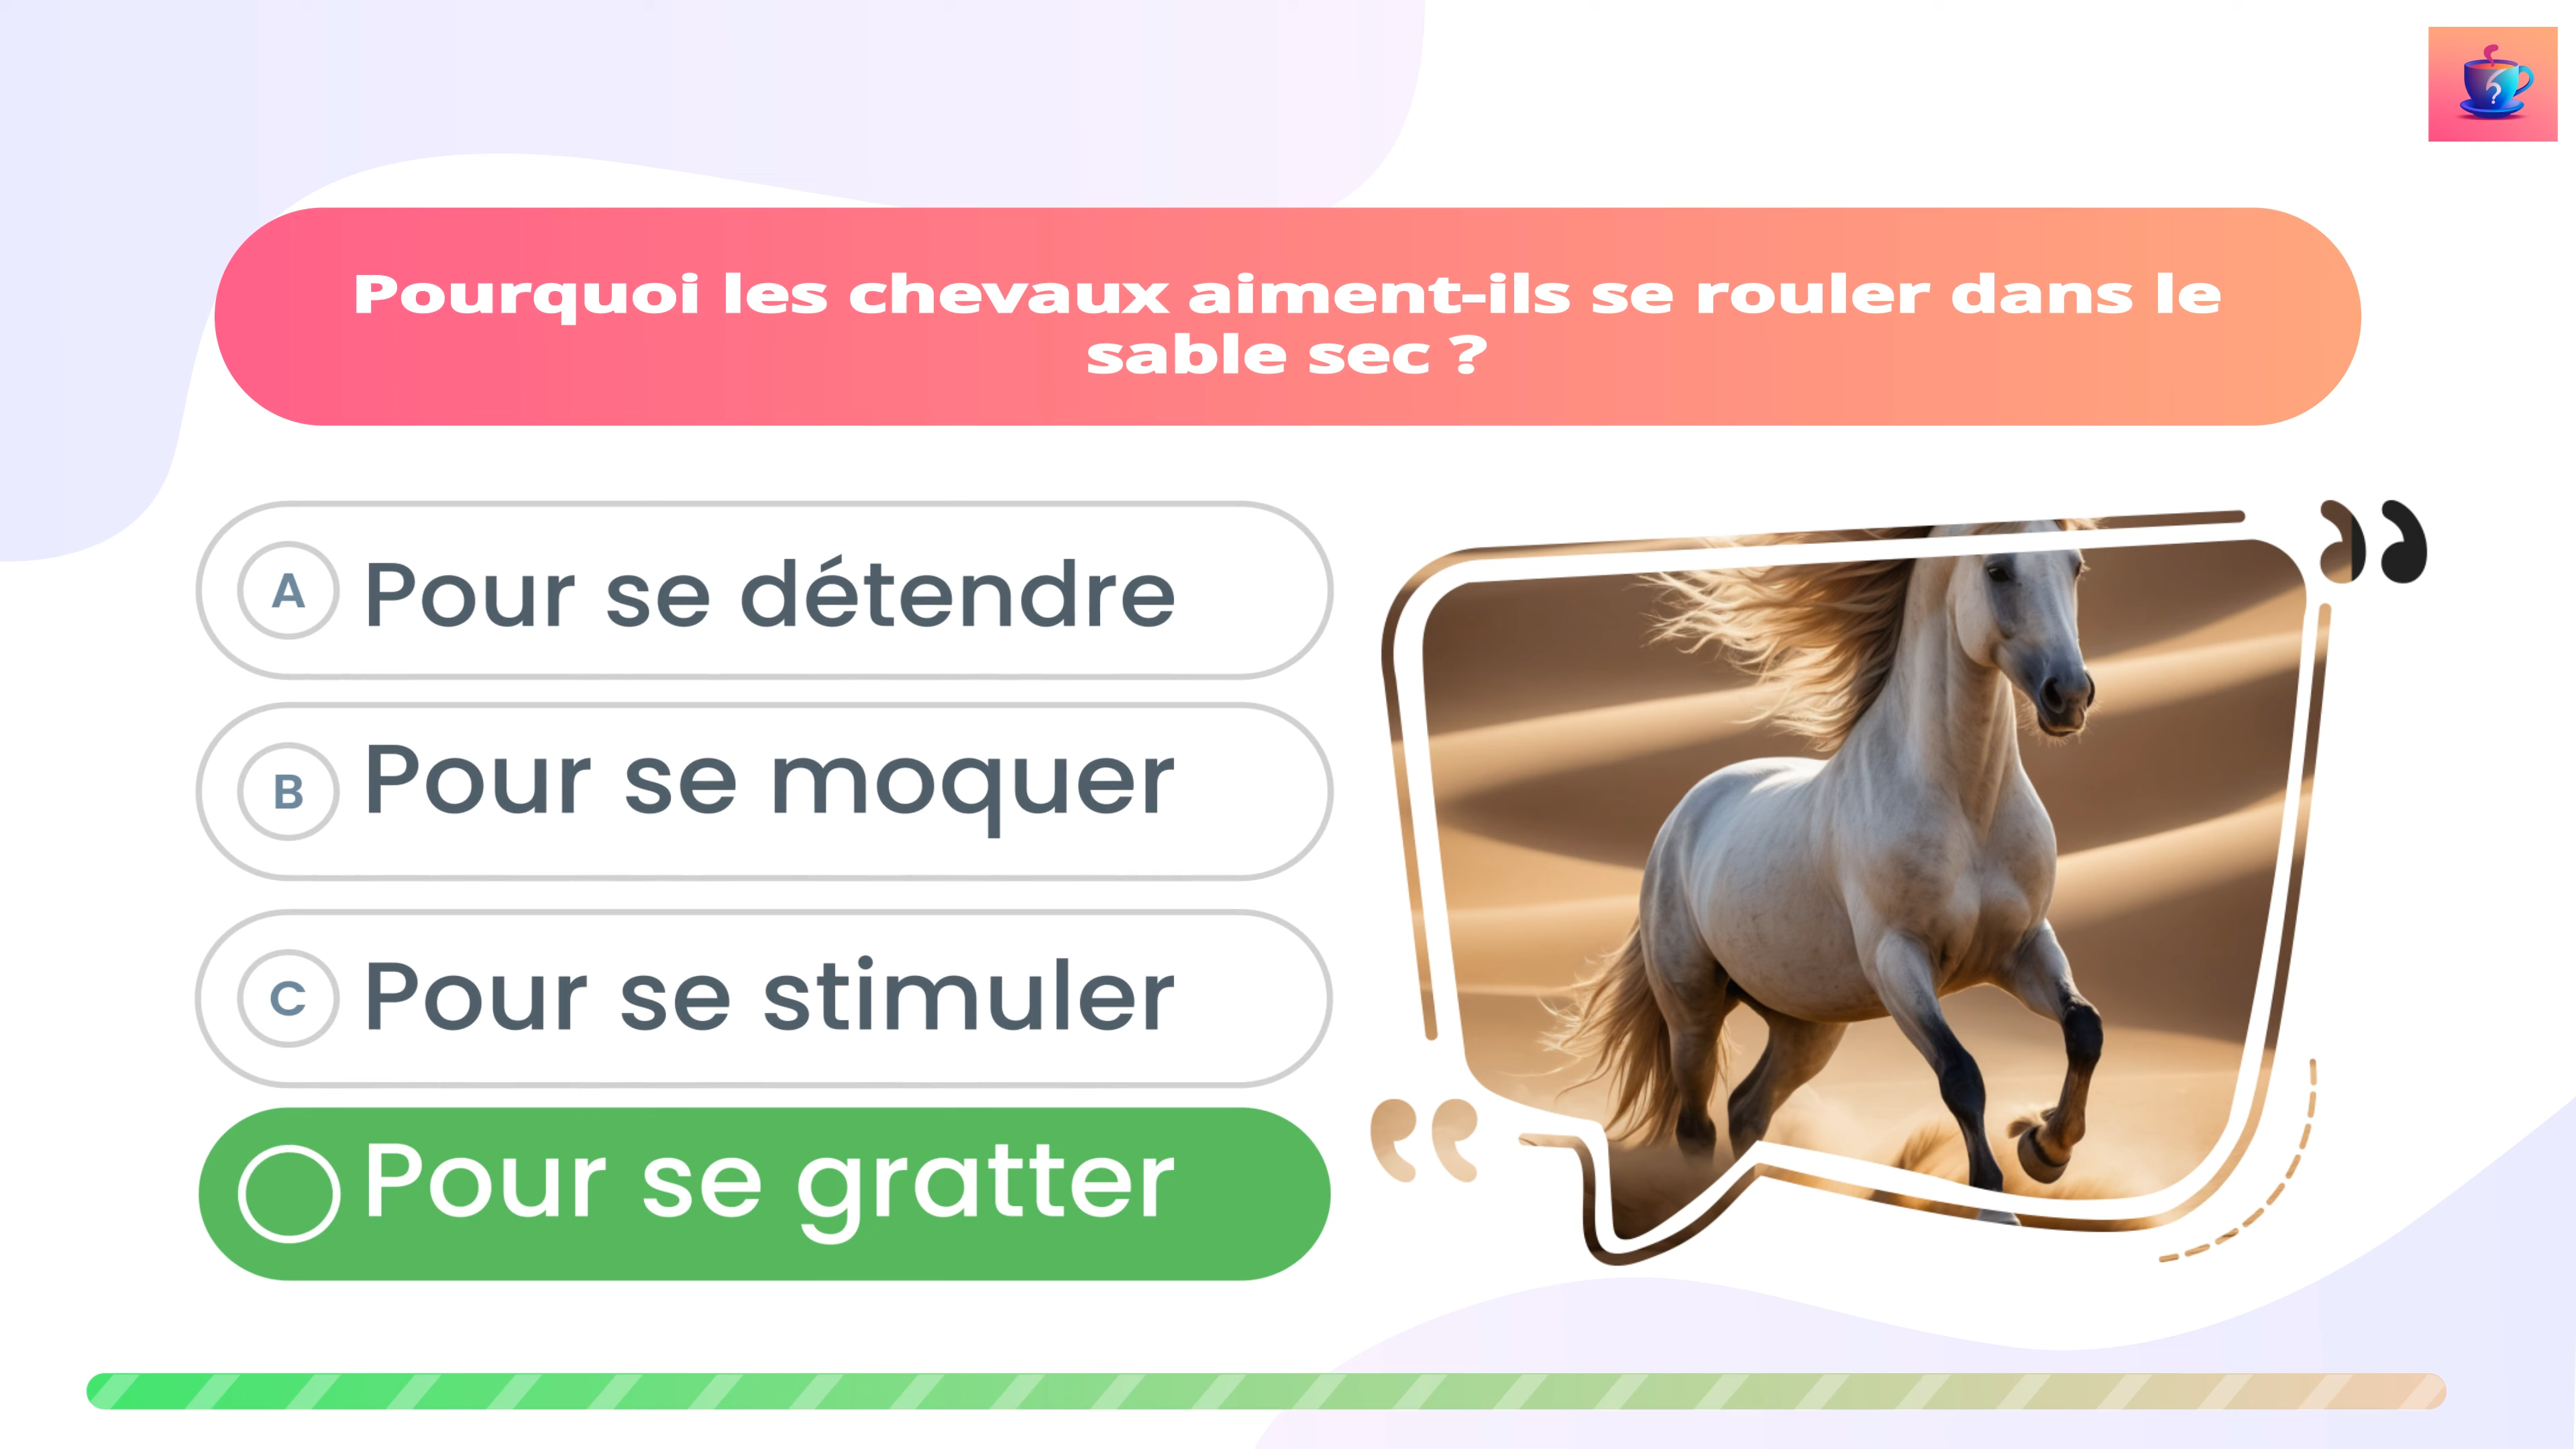 Pourquoi les chevaux aiment-ils se rouler dans le
sable sec ?
A Pour se détendre
B Pour se moquer
C Pour se stimuler
Pour se gratter
?